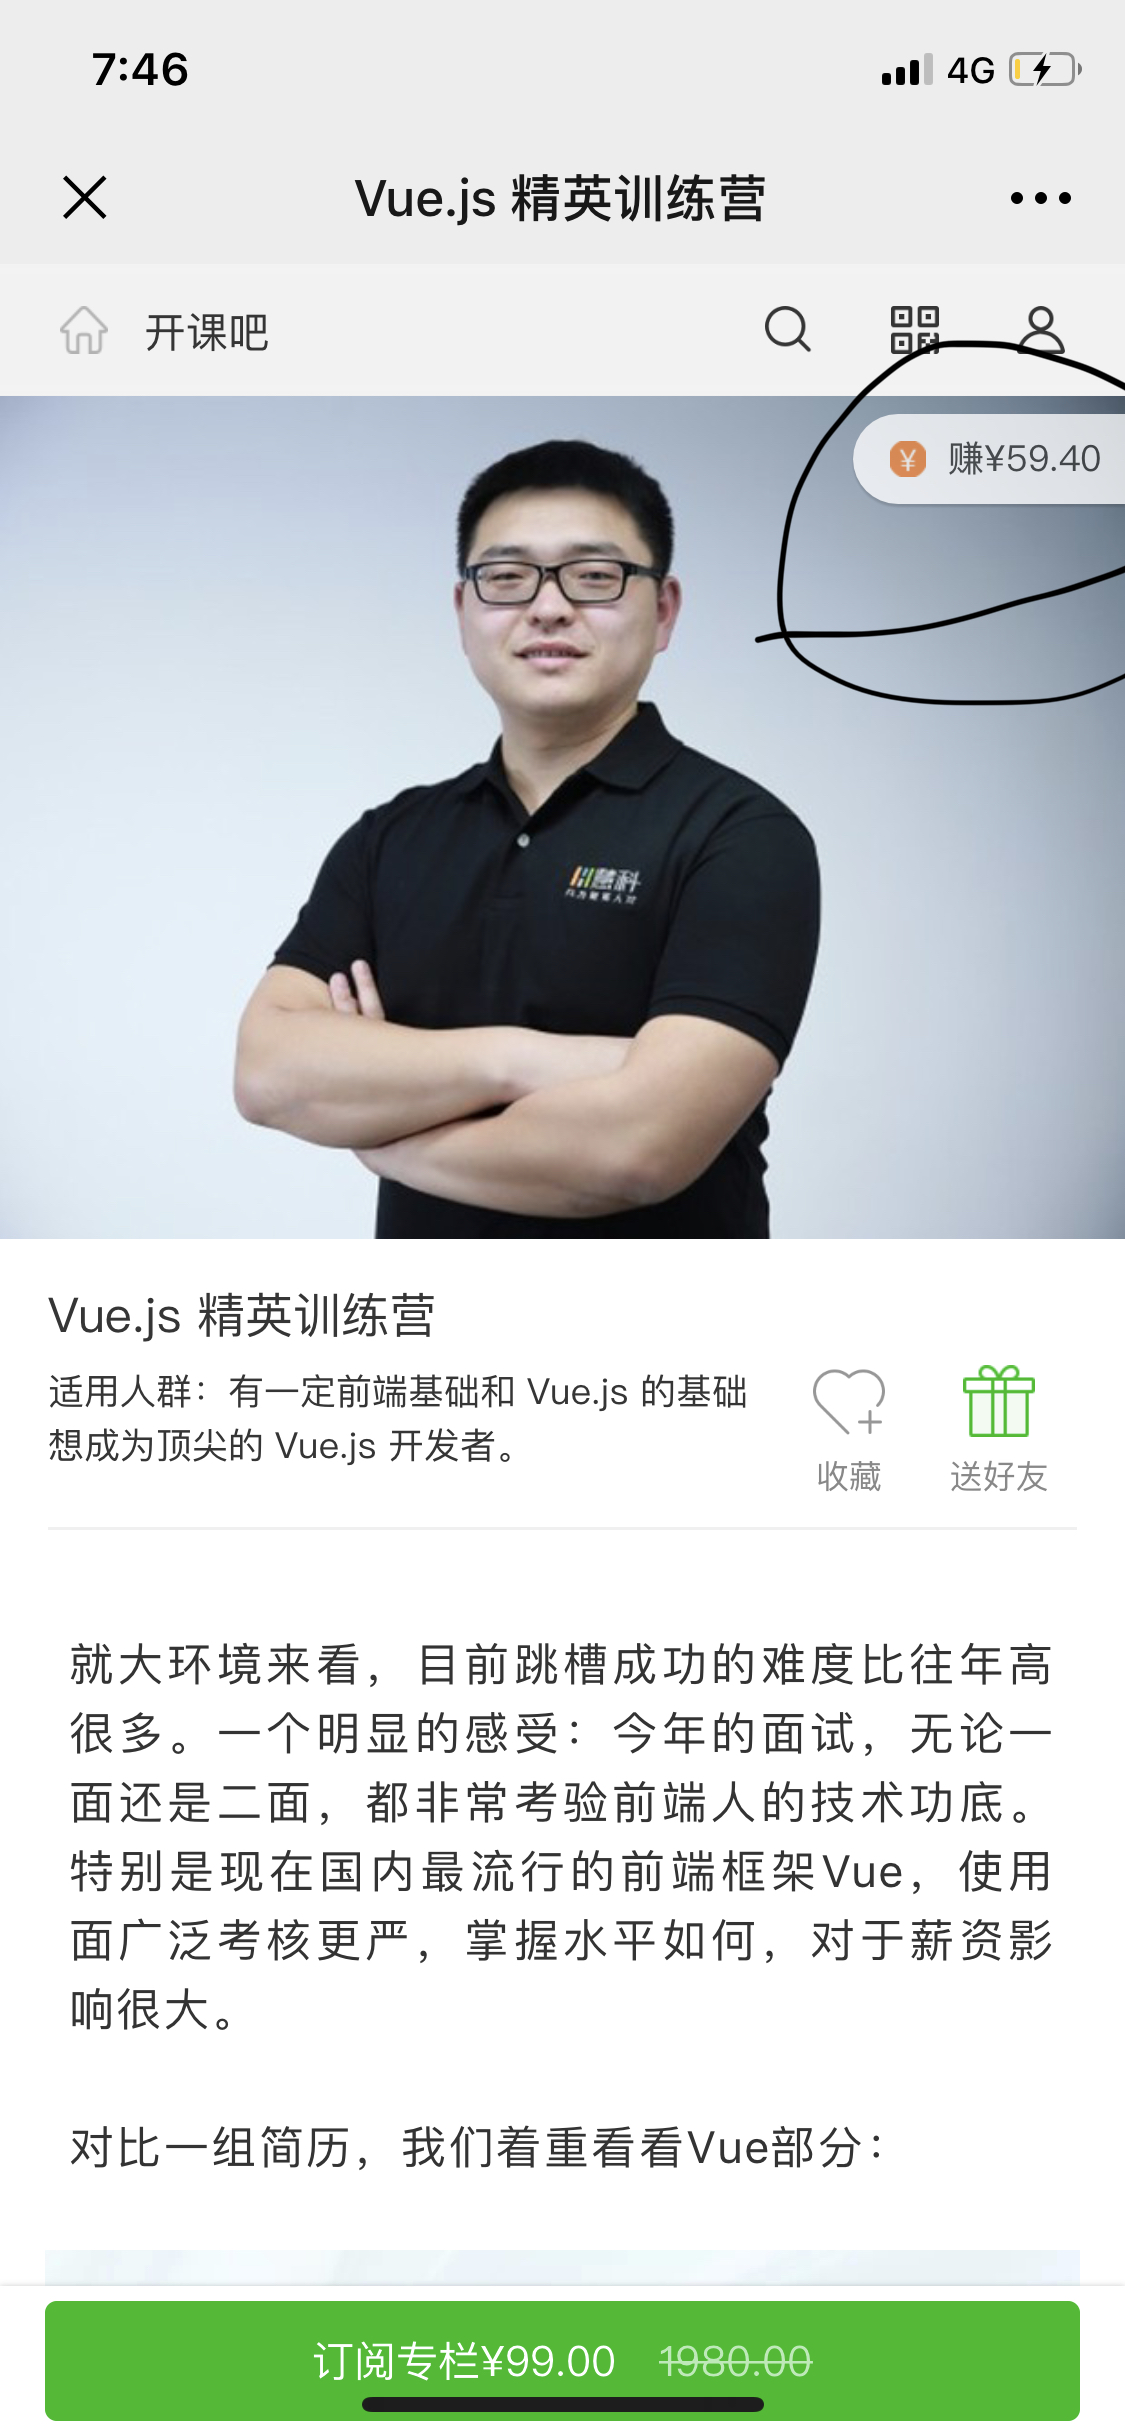 7:46
4G
Vue.js 精英训练营
开课吧
赚¥59.40
慧科
Vue.js 精英训练营
适用人群：有一定前端基础和 Vue.js 的基础
想成为顶尖的 Vue.js 开发者。
收藏
送好友
就大环境来看，目前跳槽成功的难度比往年高
很多。一个明显的感受：今年的面试，无论一
面还是二面，都非常考验前端人的技术功底。
特别是现在国内最流行的前端框架Vue，使用
面广泛考核更严，掌握水平如何，对于薪资影
响很大。
对比一组简历，我们着重看看Vue部分：
订阅专栏¥99.00 1980.00